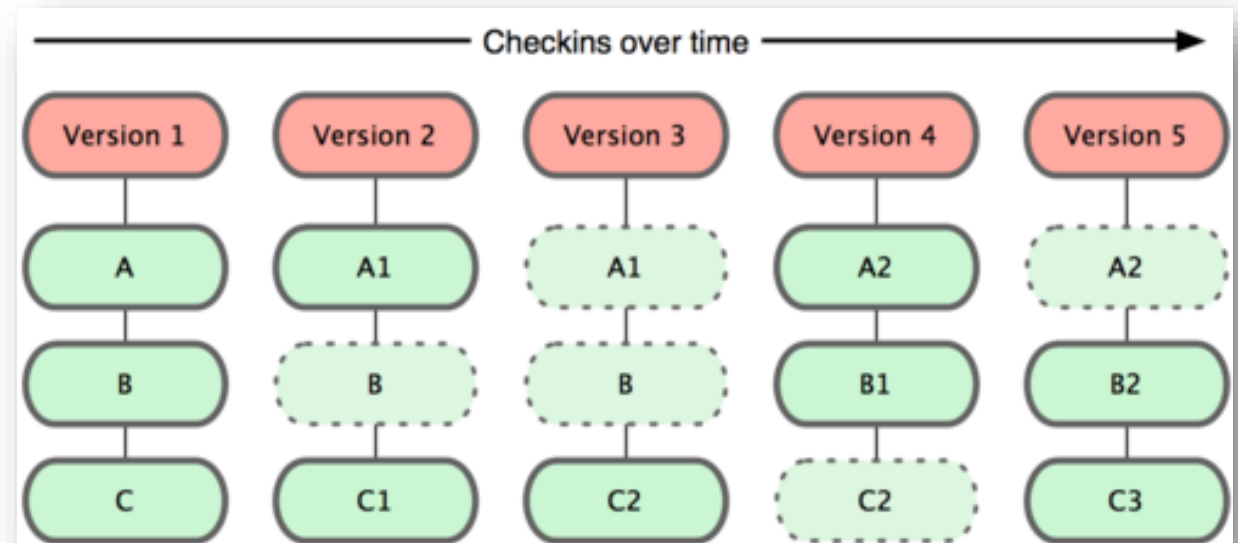 Checkins over time
Version 1 Version 2 Version 3 Version 4 Version 5
A A1 A1 A2 A2
B B B B1 B2
C C1 C2 C2 C3